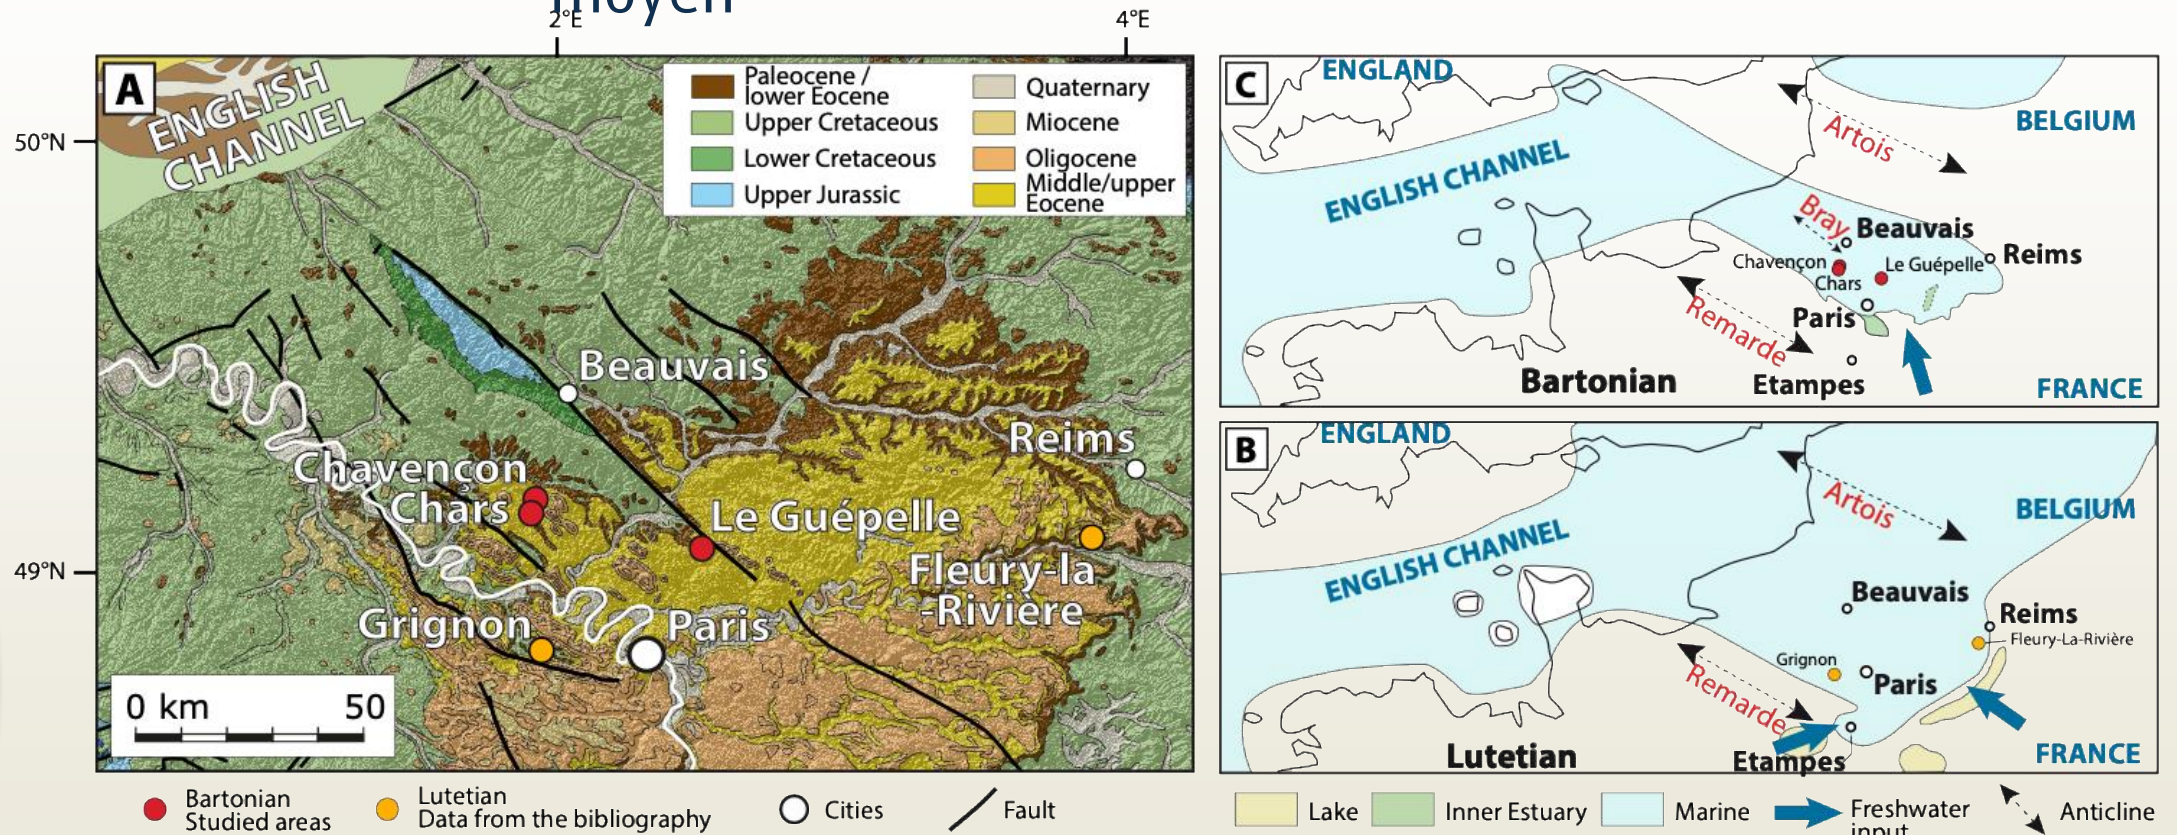 moyen
2°E
4°E
50°N
49°N
A
ENGLISH
CHANNEL
Paleocene /
lower Eocene
Upper Cretaceous
Lower Cretaceous
Upper Jurassic
Quaternary
Miocene
Oligocene
Middle/upper
Eocene
Beauvais
Reims
Chavençon
Chars
Le Guépelle
Fleury-la
-Rivière
Grignon
Paris
0 km 50
Bartonian
Studied areas
Lutetian
Data from the bibliography
Cities
Fault
C
ENGLAND
BELGIUM
Artois
ENGLISH CHANNEL
Bray
Beauvais
Reims
Chavençon
Le Guépelle
Chars
Paris
Remarde
Bartonian
Etampes
FRANCE
B
ENGLAND
Artois
BELGIUM
ENGLISH CHANNEL
Beauvais
Reims
Fleury-La-Rivière
Grignon
Paris
Remarde
Lutetian
Etampes
FRANCE
Lake
Inner Estuary
Marine
Freshwater
input
Anticline